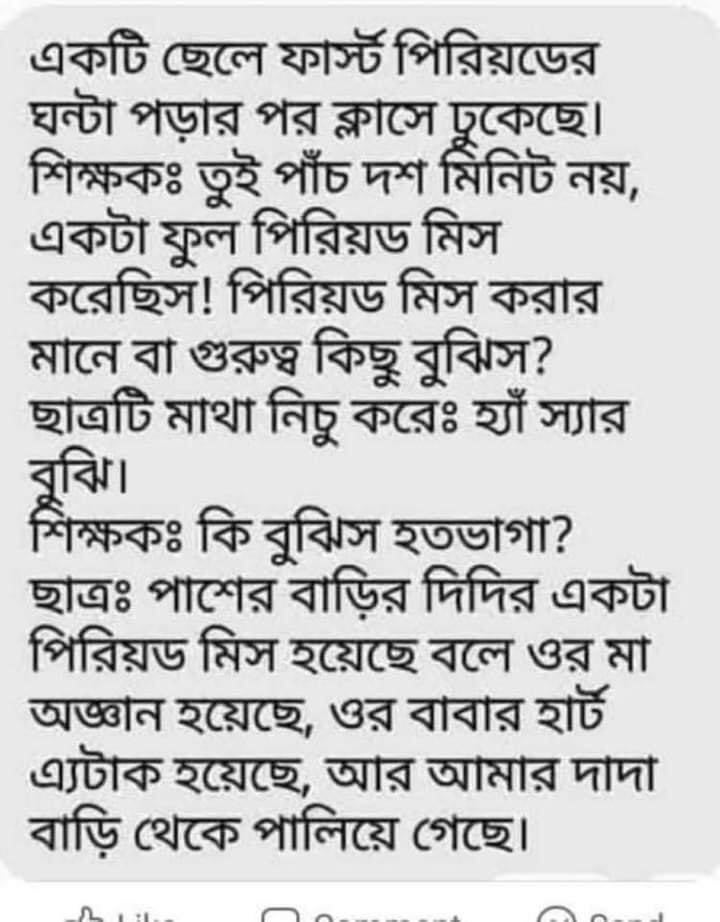 একটি ছেলে ফার্স্ট পিরিয়ডের
ঘন্টা পড়ার পর ক্লাসে ঢুকেছে।
শিক্ষকঃ তুই পাঁচ দশ মিনিট নয়,
একটা ফুল পিরিয়ড মিস
করেছিস! পিরিয়ড মিস করার
মানে বা গুরুত্ব কিছু বুঝিস?
ছাত্রটি মাথা নিচু করেঃ হ্যাঁ স্যার
বুঝি।
শিক্ষকঃ কি বুঝিস হতভাগা?
ছাত্রঃ পাশের বাড়ির দিদির একটা
পিরিয়ড মিস হয়েছে বলে ওর মা
অজ্ঞান হয়েছে, ওর বাবার হার্ট
এ্যটাক হয়েছে, আর আমার দাদা
বাড়ি থেকে পালিয়ে গেছে।